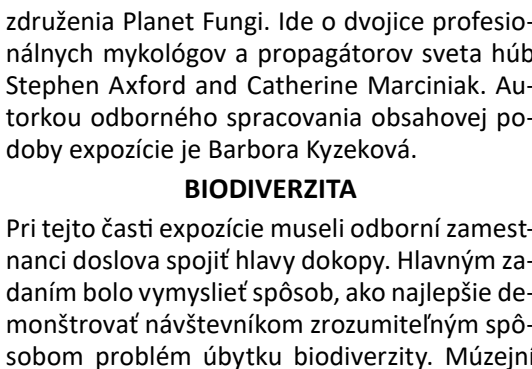 združenia Planet Fungi. Ide o dvojice profesio-
nálnych mykológov a propagátorov sveta húb
Stephen Axford and Catherine Marciniak. Au-
torkou odborného spracovania obsahovej po-
doby expozície je Barbora Kyzeková.
BIODIVERZITA
Pri tejto časti expozície museli odborní zamest-
nanci doslova spojiť hlavy dokopy. Hlavným za-
daním bolo vymyslieť spôsob, ako najlepšie de-
monštrovať návštevníkom zrozumiteľným spô-
sobom problém úbytku biodiverzity. Múzejní